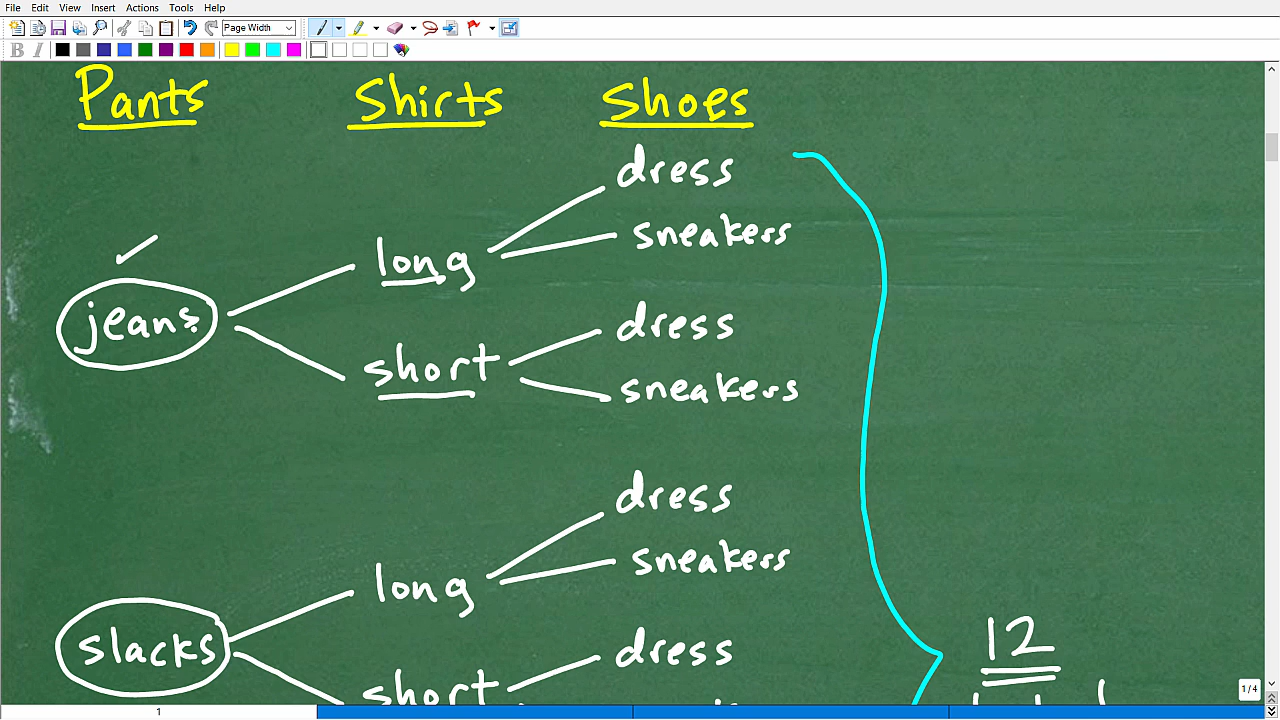 File Edit View Insert Actions Tools Help
Page Width
B I
Pants Shirts Shoes
dress
sneakers
long
jeans
dress
short
sneakers
dress
sneakers
long
12
slacks
dress
short
1/4
1